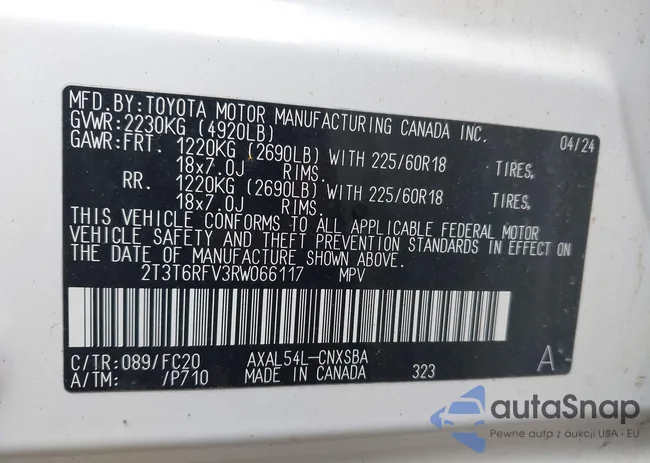 MFD.BY:TOYOTA MOTOR MANUFACTURING CANADA INC. 04/24
GVWR:2230KG (4920LB)
GAWR:FRT. 1220KG (2690LB) WITH 225/60R18 TIRES,
18x7.0J RIMS.
RR. 1220KG (2690LB) WITH 225/60R18 TIRES,
18x7.0J RIMS.
THIS VEHICLE CONFORMS TO ALL APPLICABLE FEDERAL MOTOR
VEHICLE SAFETY AND THEFT PREVENTION STANDARDS IN EFFECT ON
THE DATE OF MANUFACTURE SHOWN ABOVE.
2T3T6RFV3RW066117 MPV
C/TR:089/FC20 AXAL54L-CNXSBA A
A/TM: /P710 MADE IN CANADA 323
autaSnap
Pewne auta z aukcji USA i EU